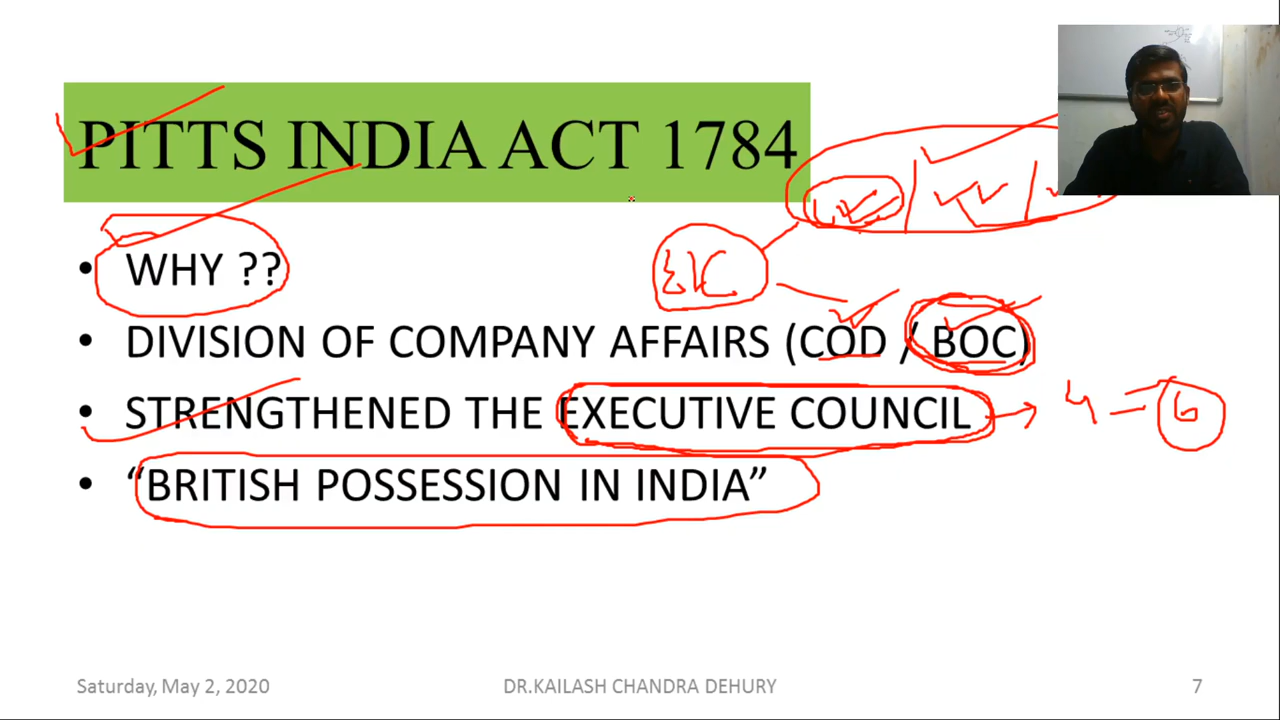 PITTS INDIA ACT 1784
• WHY ??
EIC
• DIVISION OF COMPANY AFFAIRS (COD / BOC)
• STRENGTHENED THE EXECUTIVE COUNCIL → 4 = 6
• “BRITISH POSSESSION IN INDIA”
Saturday, May 2, 2020 DR.KAILASH CHANDRA DEHURY 7